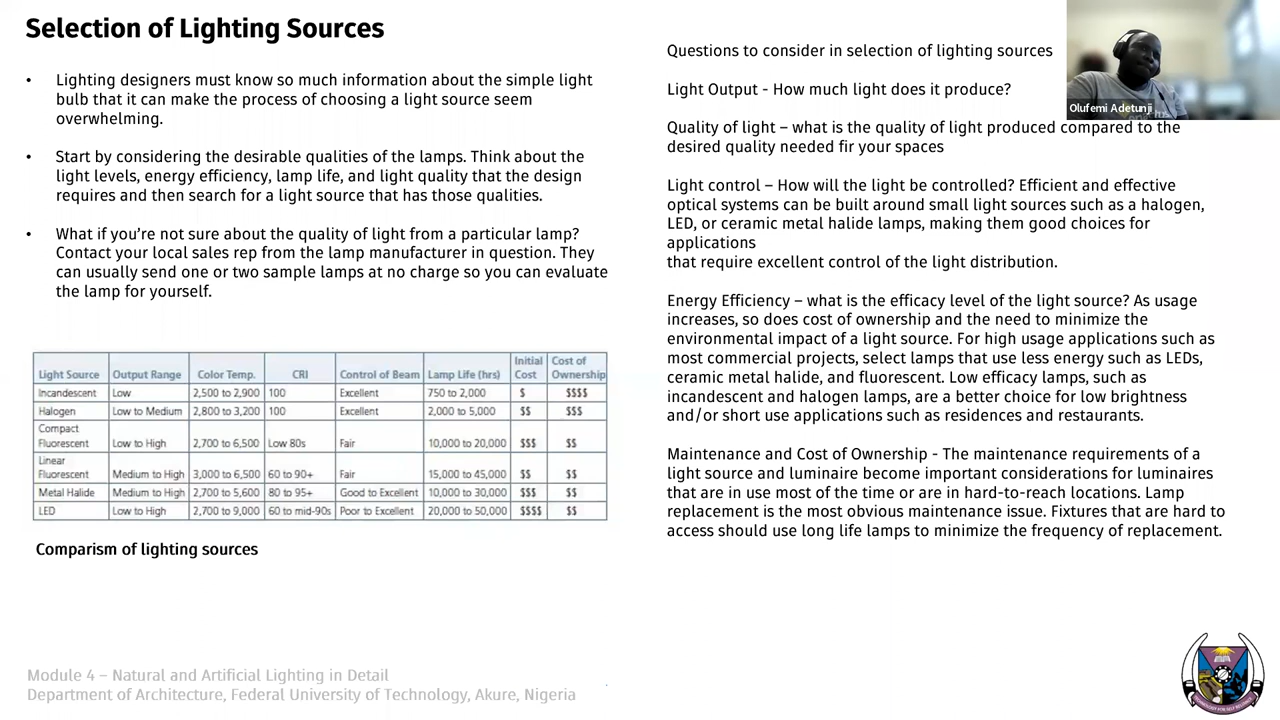 Selection of Lighting Sources
• Lighting designers must know so much information about the simple light
bulb that it can make the process of choosing a light source seem
overwhelming.
• Start by considering the desirable qualities of the lamps. Think about the
light levels, energy efficiency, lamp life, and light quality that the design
requires and then search for a light source that has those qualities.
• What if you’re not sure about the quality of light from a particular lamp?
Contact your local sales rep from the lamp manufacturer in question. They
can usually send one or two sample lamps at no charge so you can evaluate
the lamp for yourself.
Light Source Output Range Color Temp. CRI Control of Beam Lamp Life (hrs) Initial Cost Cost of Ownership
Incandescent Low 2,500 to 2,900 100 Excellent 750 to 2,000 $ $$$$
Halogen Low to Medium 2,800 to 3,200 100 Excellent 2,000 to 5,000 $$ $$$
Compact
Fluorescent Low to High 2,700 to 6,500 Low 80s Fair 10,000 to 20,000 $$$ $$
Linear
Fluorescent Medium to High 3,000 to 6,500 60 to 90+ Fair 15,000 to 45,000 $$ $$
Metal Halide Medium to High 2,700 to 5,600 80 to 95+ Good to Excellent 10,000 to 30,000 $$$ $$
LED Low to High 2,700 to 9,000 60 to mid-90s Poor to Excellent 20,000 to 50,000 $$$$ $$
Comparism of lighting sources
Questions to consider in selection of lighting sources
Light Output - How much light does it produce?
Quality of light – what is the quality of light produced compared to the
desired quality needed fir your spaces
Light control – How will the light be controlled? Efficient and effective
optical systems can be built around small light sources such as a halogen,
LED, or ceramic metal halide lamps, making them good choices for
applications
that require excellent control of the light distribution.
Energy Efficiency – what is the efficacy level of the light source? As usage
increases, so does cost of ownership and the need to minimize the
environmental impact of a light source. For high usage applications such as
most commercial projects, select lamps that use less energy such as LEDs,
ceramic metal halide, and fluorescent. Low efficacy lamps, such as
incandescent and halogen lamps, are a better choice for low brightness
and/or short use applications such as residences and restaurants.
Maintenance and Cost of Ownership - The maintenance requirements of a
light source and luminaire become important considerations for luminaires
that are in use most of the time or are in hard-to-reach locations. Lamp
replacement is the most obvious maintenance issue. Fixtures that are hard to
access should use long life lamps to minimize the frequency of replacement.
Olufemi Adetunji
Module 4 – Natural and Artificial Lighting in Detail
Department of Architecture, Federal University of Technology, Akure, Nigeria